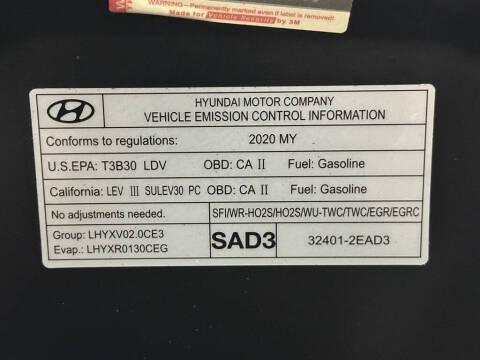 WARNING—Permanently marked even if label is removed!
Made for Vehicle Security by 3M
HYUNDAI MOTOR COMPANY
VEHICLE EMISSION CONTROL INFORMATION
Conforms to regulations: 2020 MY
U.S.EPA: T3B30 LDV OBD: CA II Fuel: Gasoline
California: LEV III SULEV30 PC OBD: CA II Fuel: Gasoline
No adjustments needed. SFI/WR-HO2S/HO2S/WU-TWC/TWC/EGR/EGRC
Group: LHYXV02.0CE3
Evap.: LHYXR0130CEG
SAD3 32401-2EAD3